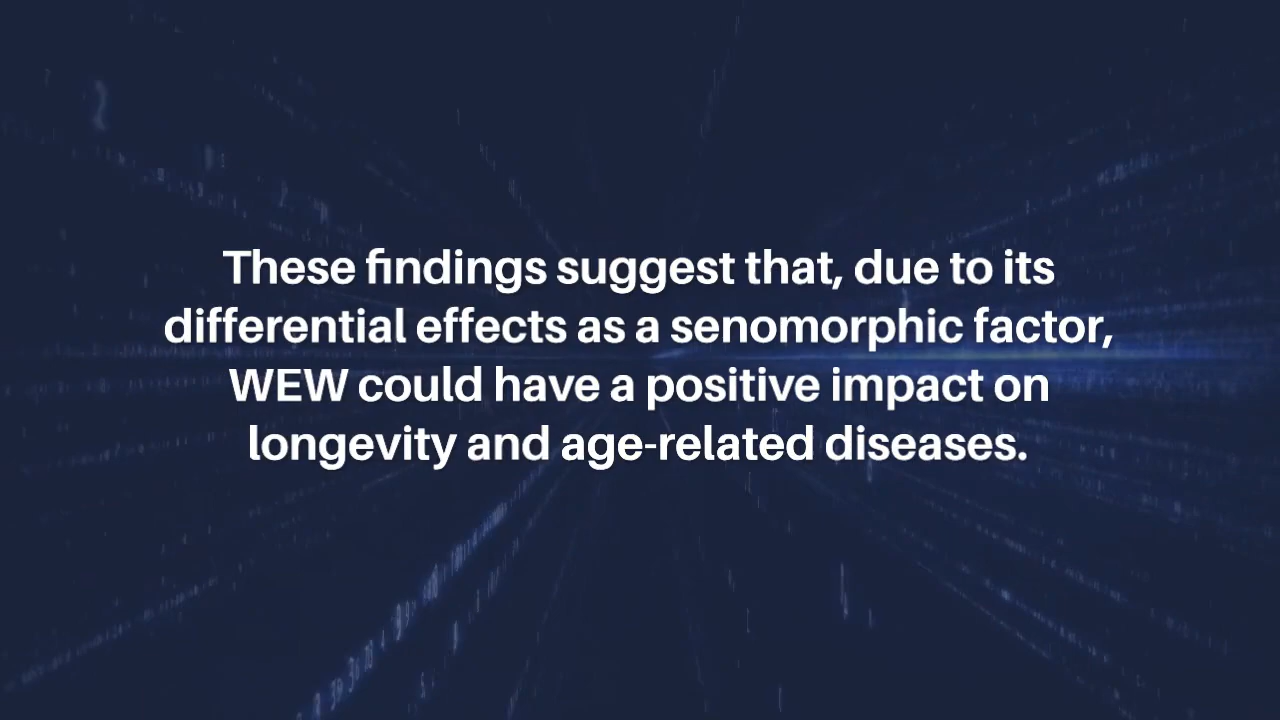 These findings suggest that, due to its
differential effects as a senomorphic factor,
WEW could have a positive impact on
longevity and age-related diseases.